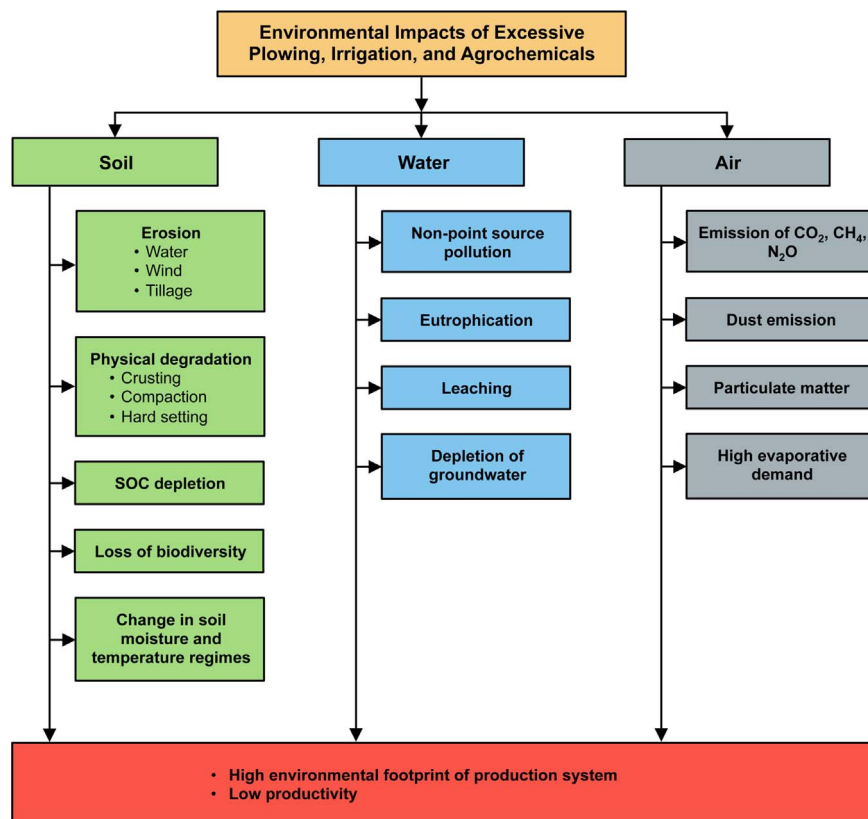 Environmental Impacts of Excessive
Plowing, Irrigation, and Agrochemicals
Soil
Water
Air
Erosion
• Water
• Wind
• Tillage
Physical degradation
• Crusting
• Compaction
• Hard setting
SOC depletion
Loss of biodiversity
Change in soil
moisture and
temperature regimes
Non-point source
pollution
Eutrophication
Leaching
Depletion of
groundwater
Emission of CO₂, CH₄,
N₂O
Dust emission
Particulate matter
High evaporative
demand
• High environmental footprint of production system
• Low productivity